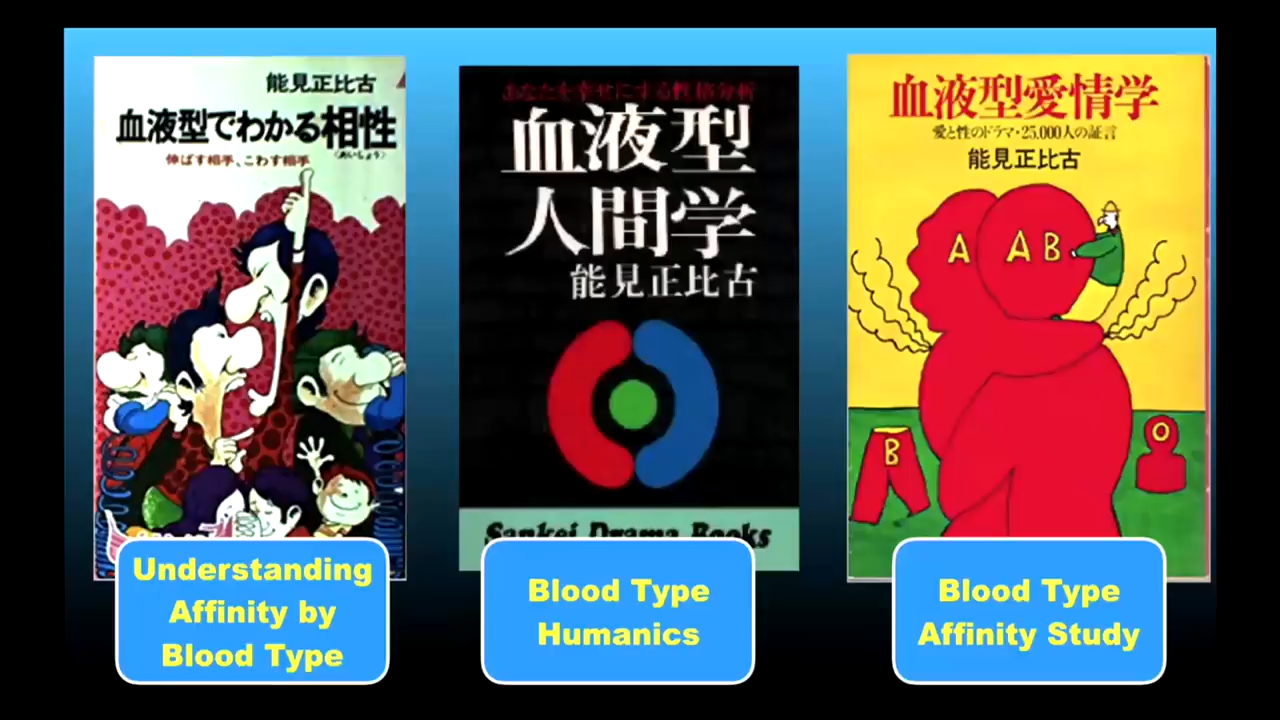 能見正比古
血液型でわかる相性
〈あいしょう〉
伸ばす相手、こわす相手
Understanding
Affinity by
Blood Type
あなたを幸せにする性格分析
血液型
人間学
能見正比古
Sankei Drama Books
Blood Type
Humanics
血液型愛情学
愛と性のドラマ・25,000人の証言
能見正比古
A
AB
B
O
Blood Type
Affinity Study